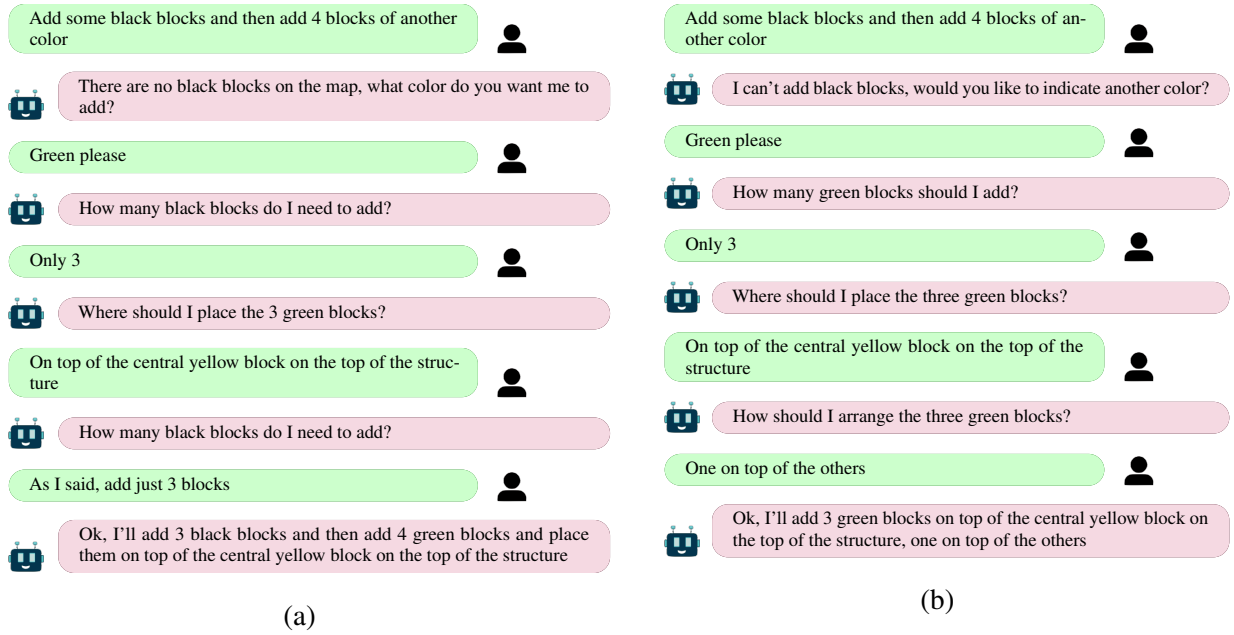 Add some black blocks and then add 4 blocks of another
color
There are no black blocks on the map, what color do you want me to
add?
Green please
How many black blocks do I need to add?
Only 3
Where should I place the 3 green blocks?
On top of the central yellow block on the top of the struc-
ture
How many black blocks do I need to add?
As I said, add just 3 blocks
Ok, I'll add 3 black blocks and then add 4 green blocks and place
them on top of the central yellow block on the top of the structure
(a)
Add some black blocks and then add 4 blocks of an-
other color
I can't add black blocks, would you like to indicate another color?
Green please
How many green blocks should I add?
Only 3
Where should I place the three green blocks?
On top of the central yellow block on the top of the
structure
How should I arrange the three green blocks?
One on top of the others
Ok, I'll add 3 green blocks on top of the central yellow block on
the top of the structure, one on top of the others
(b)